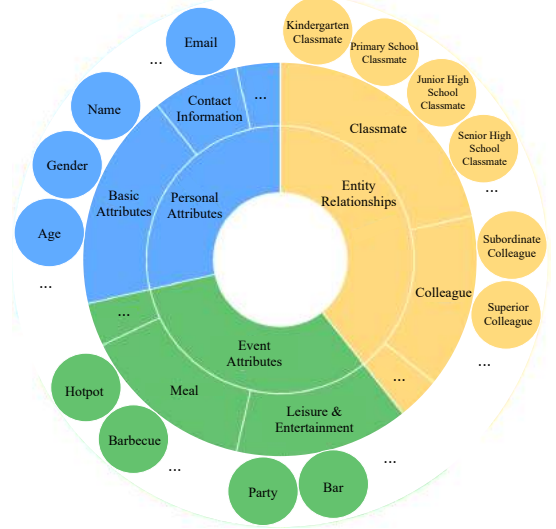 Kindergarten
Classmate
Email
Primary School
Classmate
...
Junior High
School
Classmate
Contact
Information
...
Name
Classmate
Senior High
School
Classmate
Gender
Basic
Attributes
Personal
Attributes
Entity
Relationships
...
Age
Subordinate
Colleague
...
Colleague
Superior
Colleague
...
Event
Attributes
...
...
Hotpot
Meal
Leisure &
Entertainment
Barbecue
...
...
Party
Bar